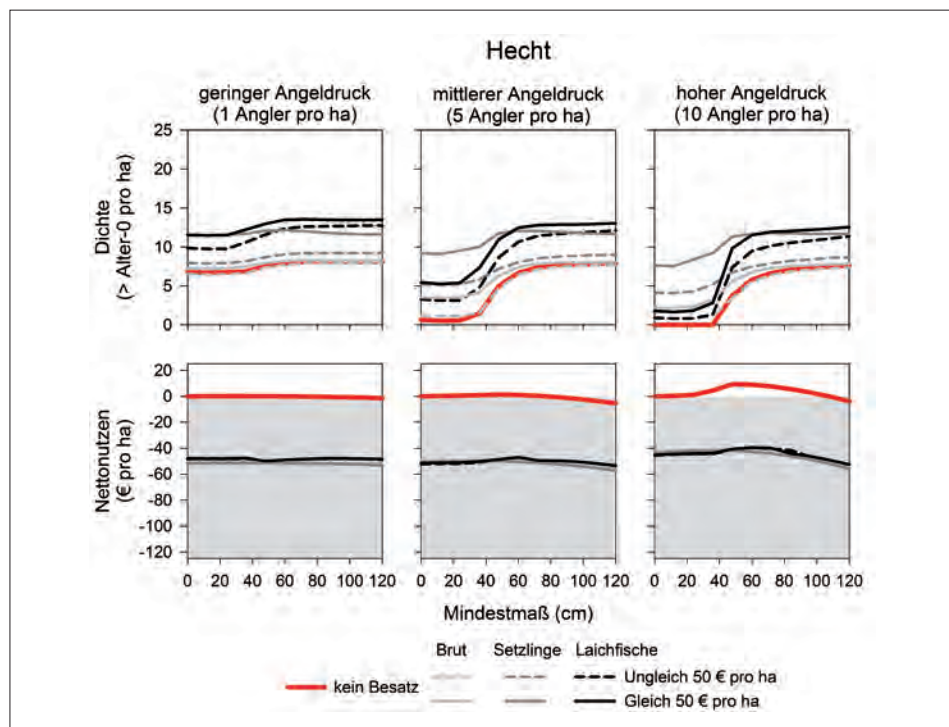 Hecht
geringer Angeldruck
(1 Angler pro ha)
mittlerer Angeldruck
(5 Angler pro ha)
hoher Angeldruck
(10 Angler pro ha)
Dichte
(> Alter-0 pro ha)
25
20
15
10
5
0
Nettonutzen
(€ pro ha)
20
0
-20
-40
-60
-80
-100
-120
0 20 40 60 80 100 120
0 20 40 60 80 100 120
0 20 40 60 80 100 120
Mindestmaß (cm)
Brut Setzlinge Laichfische
kein Besatz
Ungleich 50 € pro ha
Gleich 50 € pro ha